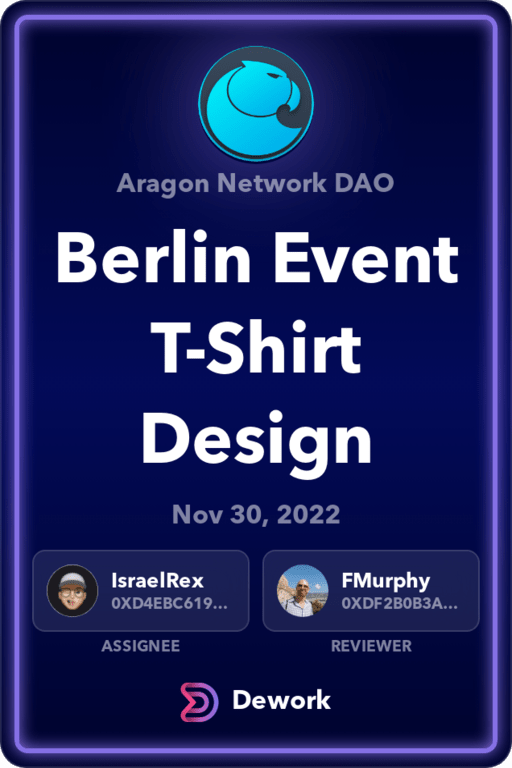 Aragon Network DAO
Berlin Event
T-Shirt
Design
Nov 30, 2022
IsraelRex
0XD4EBC619...
ASSIGNEE
FMurphy
0XDF2B0B3A...
REVIEWER
Dework